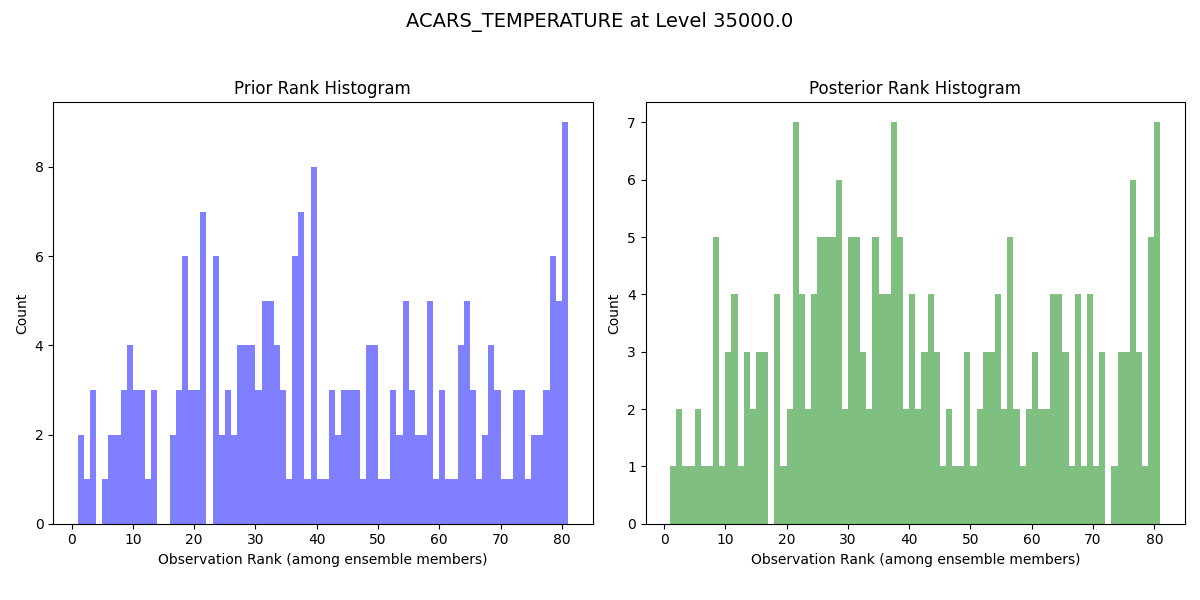 ACARS_TEMPERATURE at Level 35000.0
Prior Rank Histogram
Count
0
2
4
6
8
0 10 20 30 40 50 60 70 80
Observation Rank (among ensemble members)
Posterior Rank Histogram
Count
0
1
2
3
4
5
6
7
0 10 20 30 40 50 60 70 80
Observation Rank (among ensemble members)